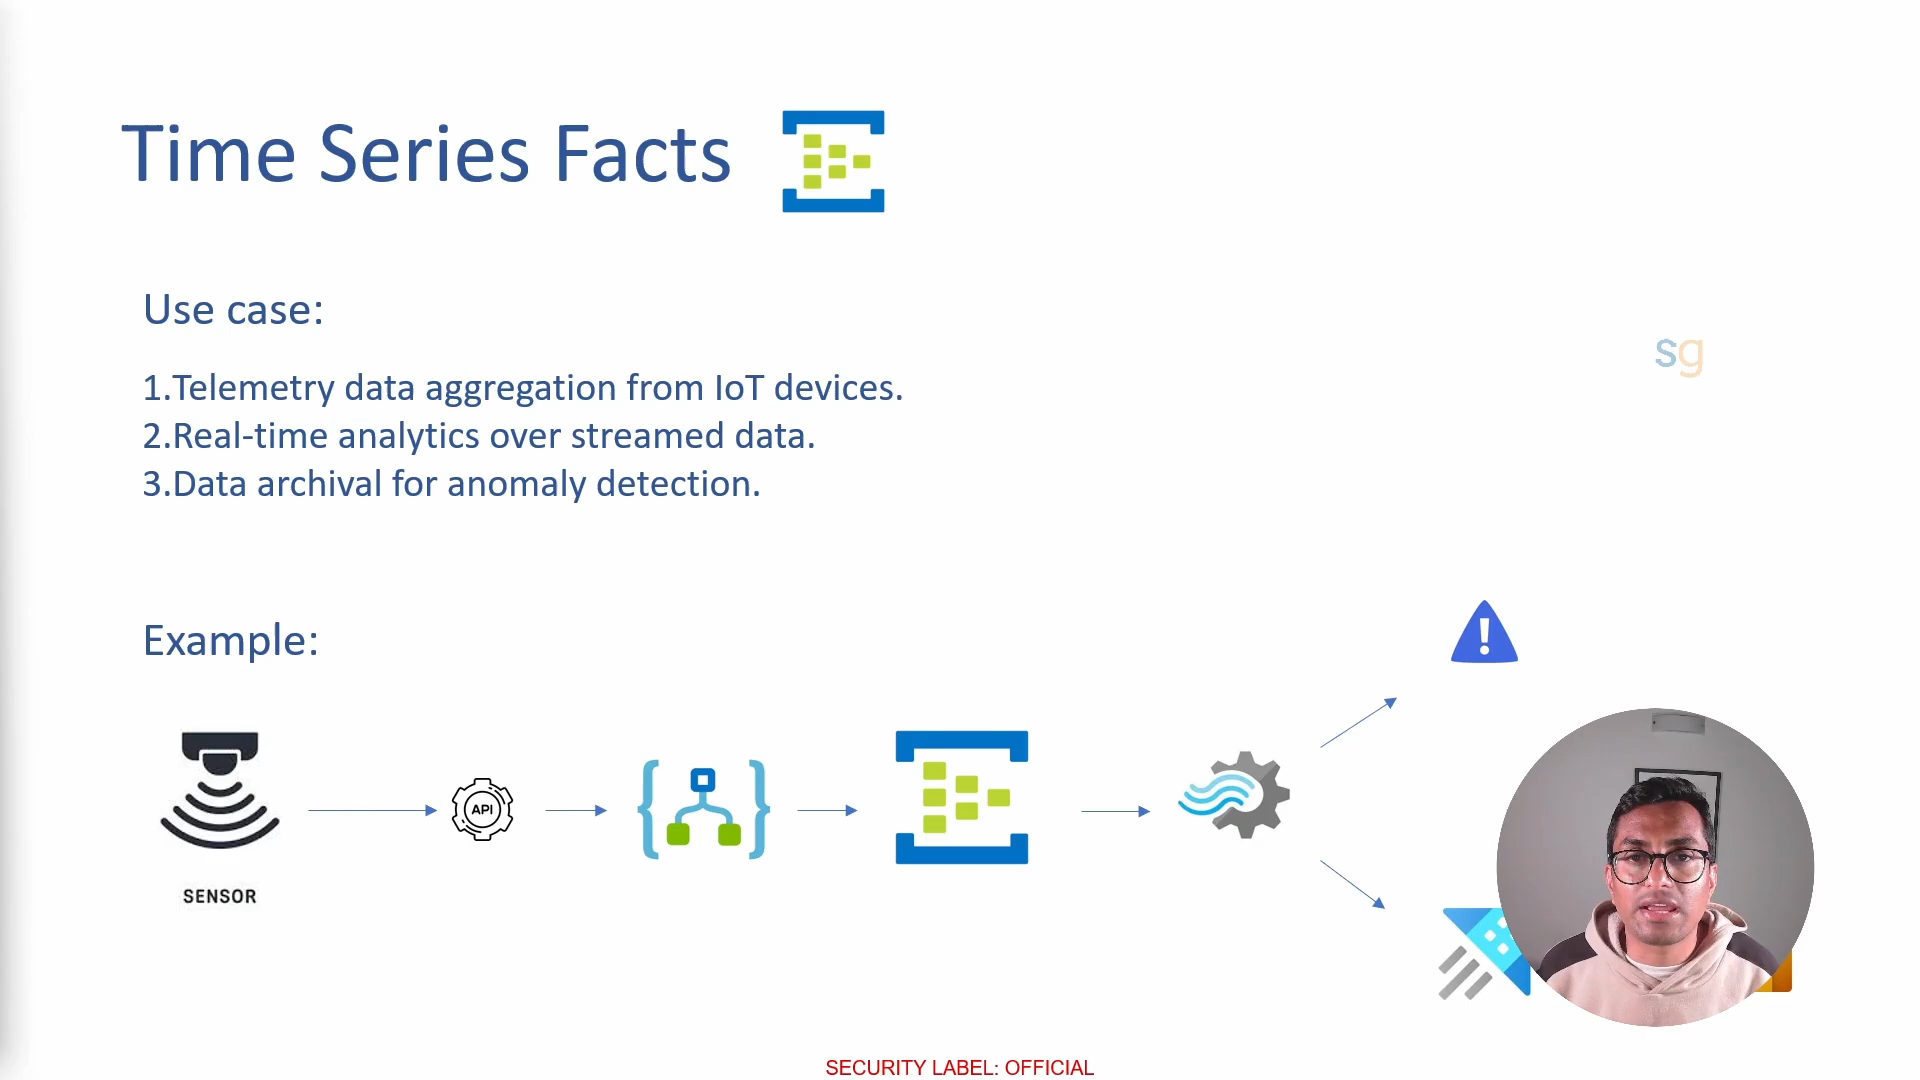 Time Series Facts
Use case:
sg
1.Telemetry data aggregation from IoT devices.
2.Real-time analytics over streamed data.
3.Data archival for anomaly detection.
Example:
API
SENSOR
SECURITY LABEL: OFFICIAL